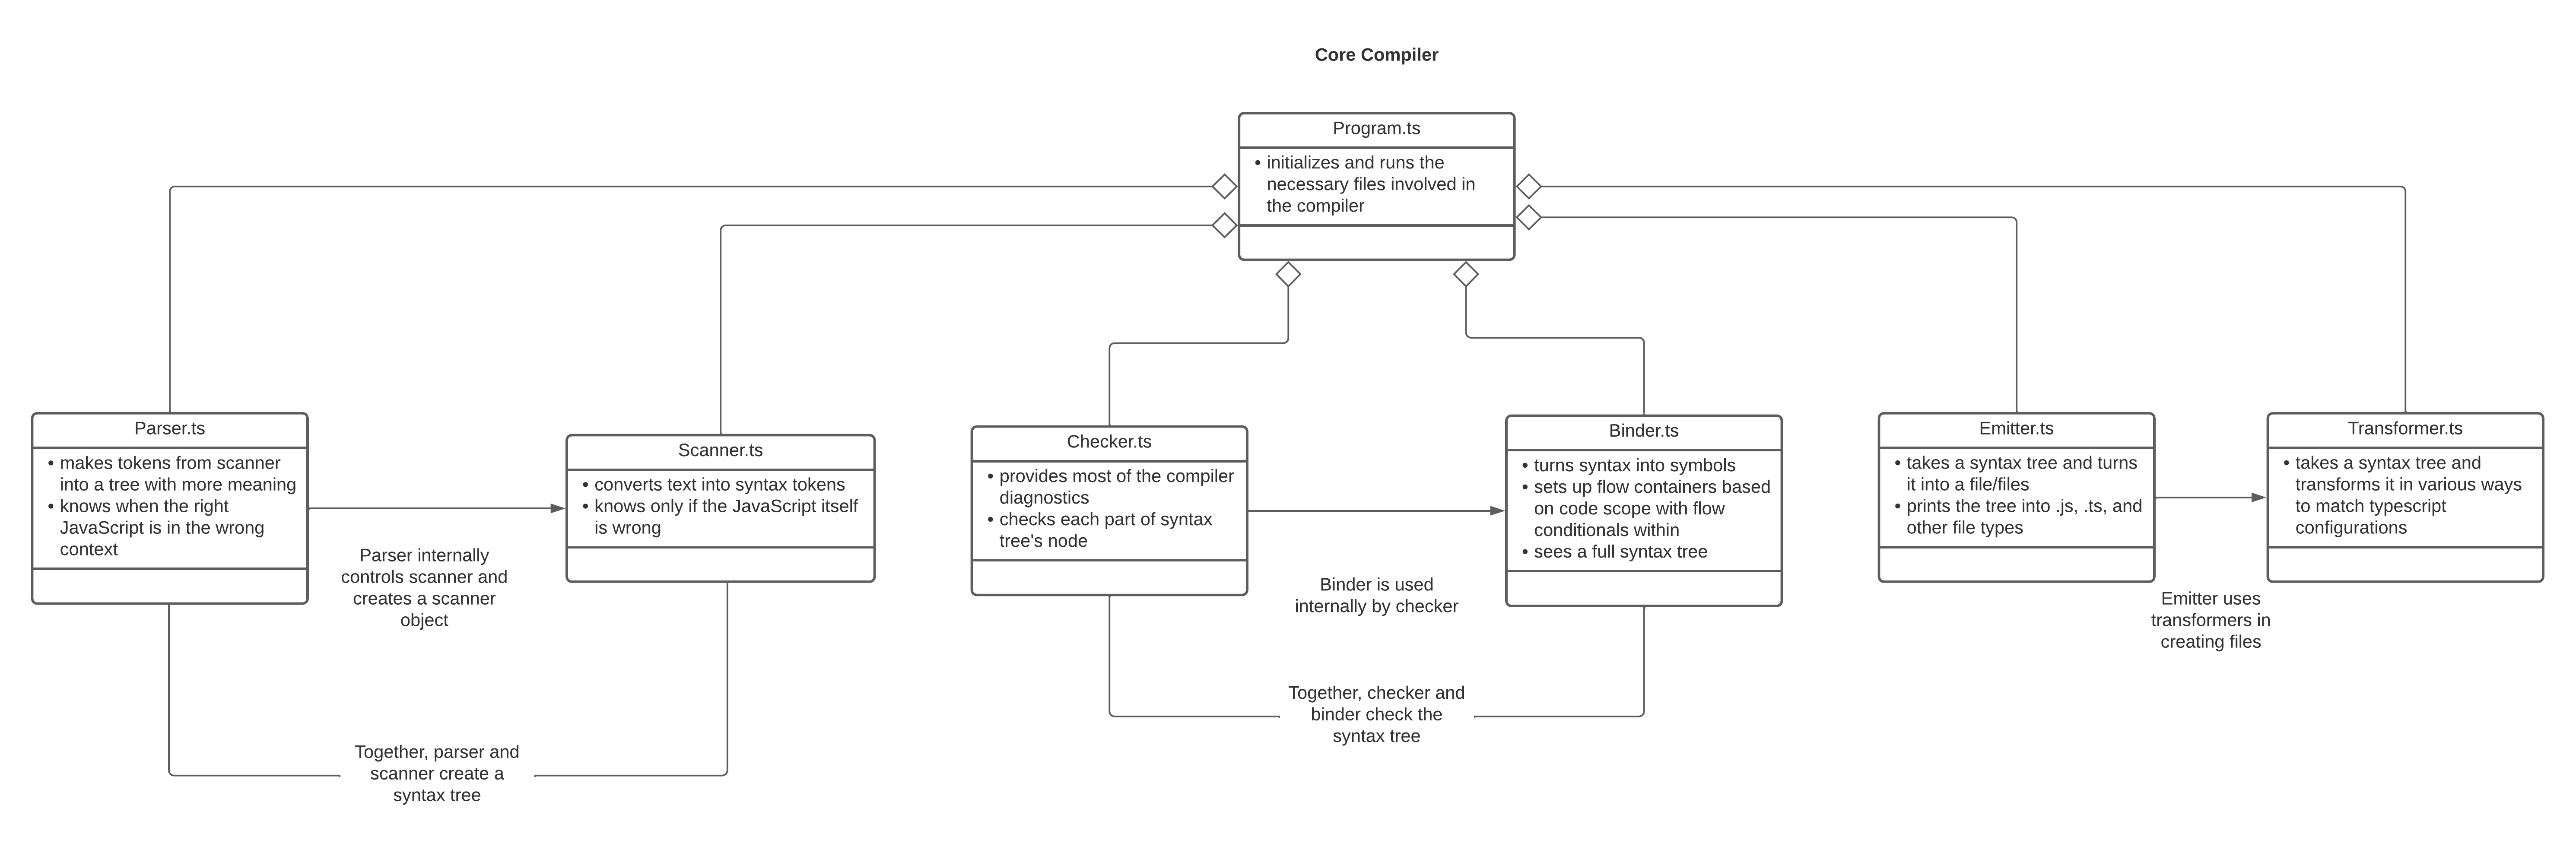 Core Compiler
Program.ts
• initializes and runs the
necessary files involved in
the compiler
Parser.ts
• makes tokens from scanner
into a tree with more meaning
• knows when the right
JavaScript is in the wrong
context
Parser internally
controls scanner and
creates a scanner
object
Scanner.ts
• converts text into syntax tokens
• knows only if the JavaScript itself
is wrong
Together, parser and
scanner create a
syntax tree
Checker.ts
• provides most of the compiler
diagnostics
• checks each part of syntax
tree's node
Binder is used
internally by checker
Binder.ts
• turns syntax into symbols
• sets up flow containers based
on code scope with flow
conditionals within
• sees a full syntax tree
Together, checker and
binder check the
syntax tree
Emitter.ts
• takes a syntax tree and turns
it into a file/files
• prints the tree into .js, .ts, and
other file types
Emitter uses
transformers in
creating files
Transformer.ts
• takes a syntax tree and
transforms it in various ways
to match typescript
configurations